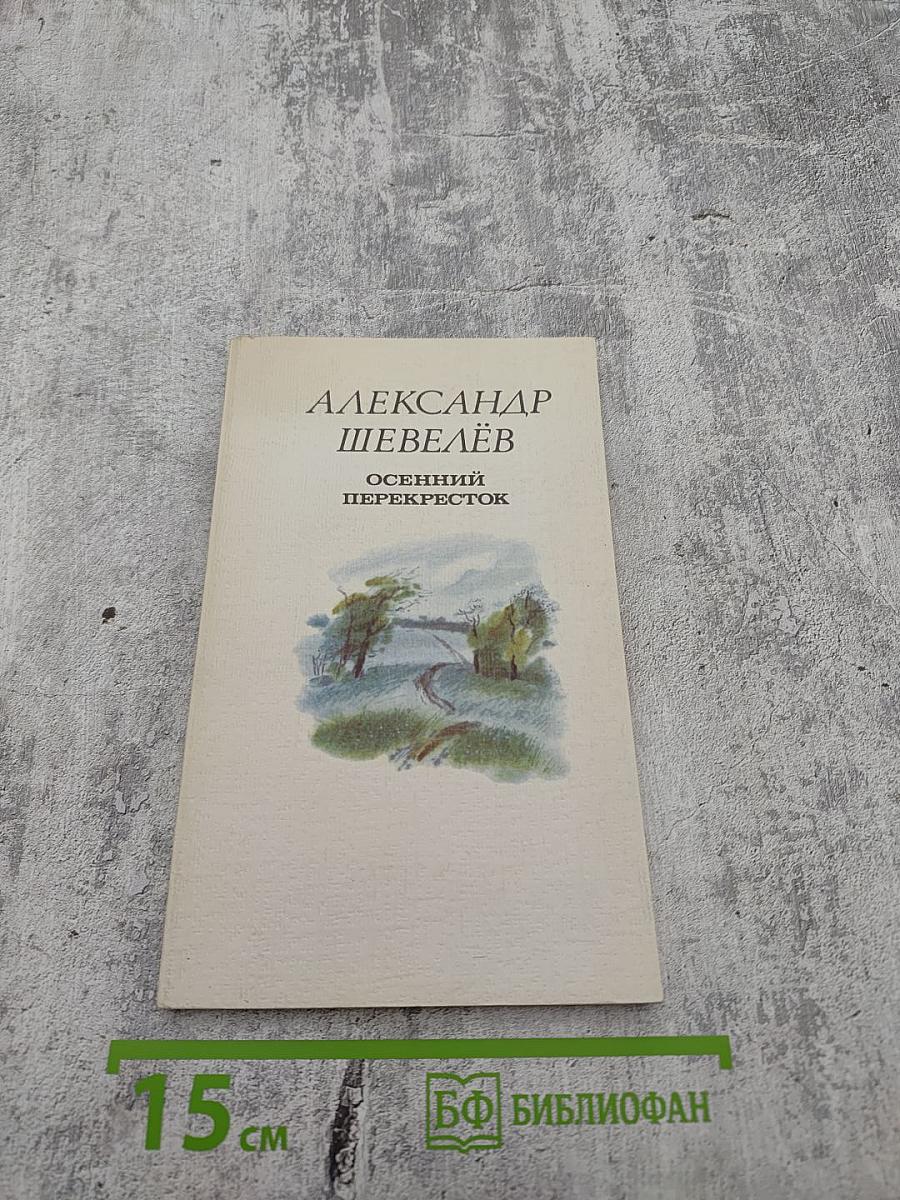 АЛЕКСАНДР
ШЕВЕЛЁВ
ОСЕННИЙ
ПЕРЕКРЕСТОК
15 см
БФ БИБЛИОФАН